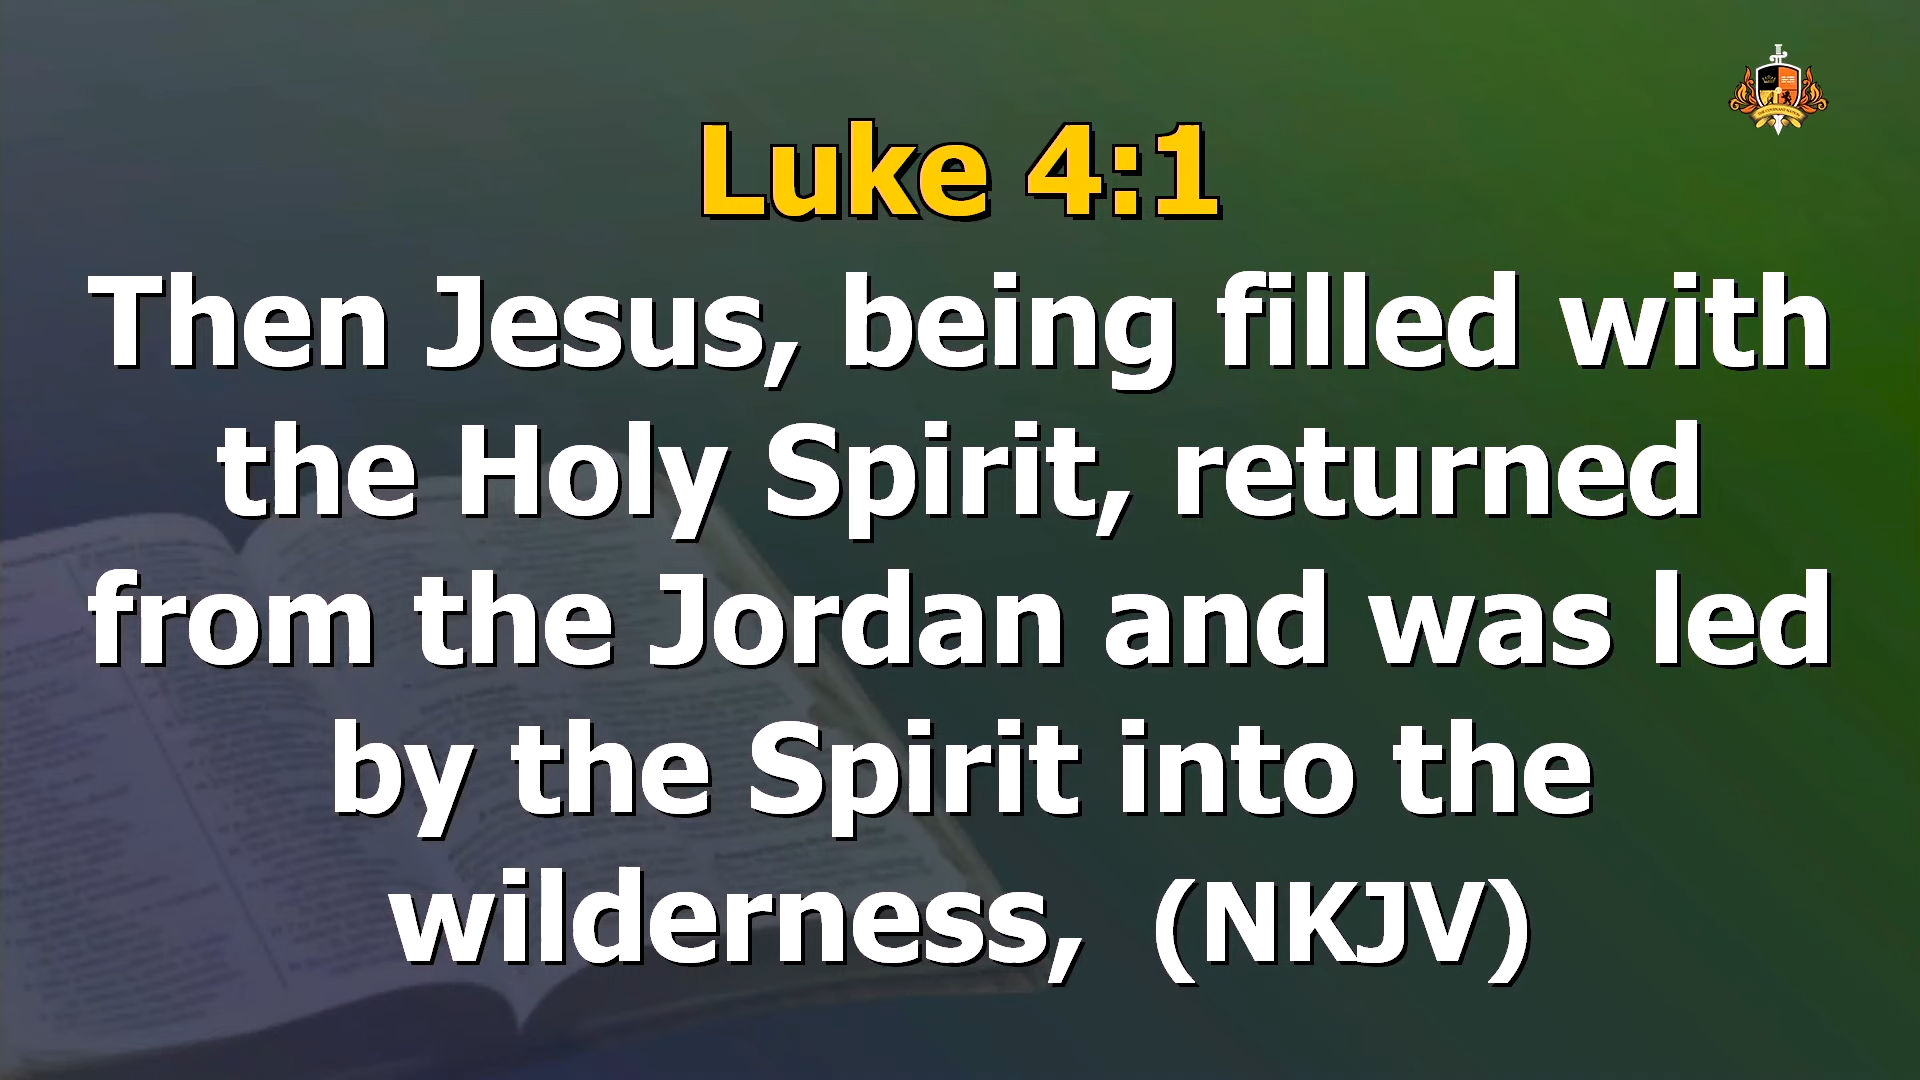 Luke 4:1
Then Jesus, being filled with
the Holy Spirit, returned
from the Jordan and was led
by the Spirit into the
wilderness, (NKJV)